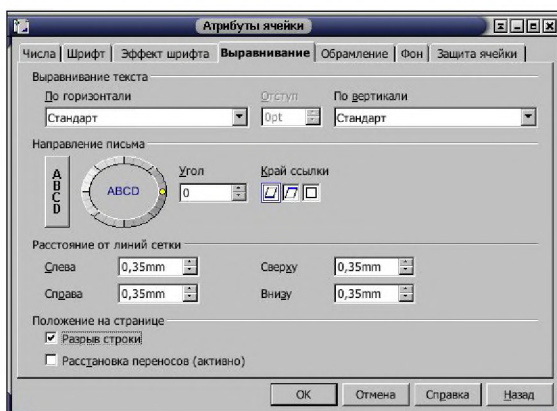 Атрибуты ячейки
Числа Шрифт Эффект шрифта Выравнивание Обрамление Фон Защита ячейки
Выравнивание текста
По горизонтали Отступ По вертикали
Стандарт 0pt Стандарт
Направление письма
ABCD ABCD Угол Край ссылки
0
Расстояние от линий сетки
Слева 0,35mm Сверху 0,35mm
Справа 0,35mm Внизу 0,35mm
Положение на странице
Разрыв строки
Расстановка переносов (активно)
OK Отмена Справка Назад